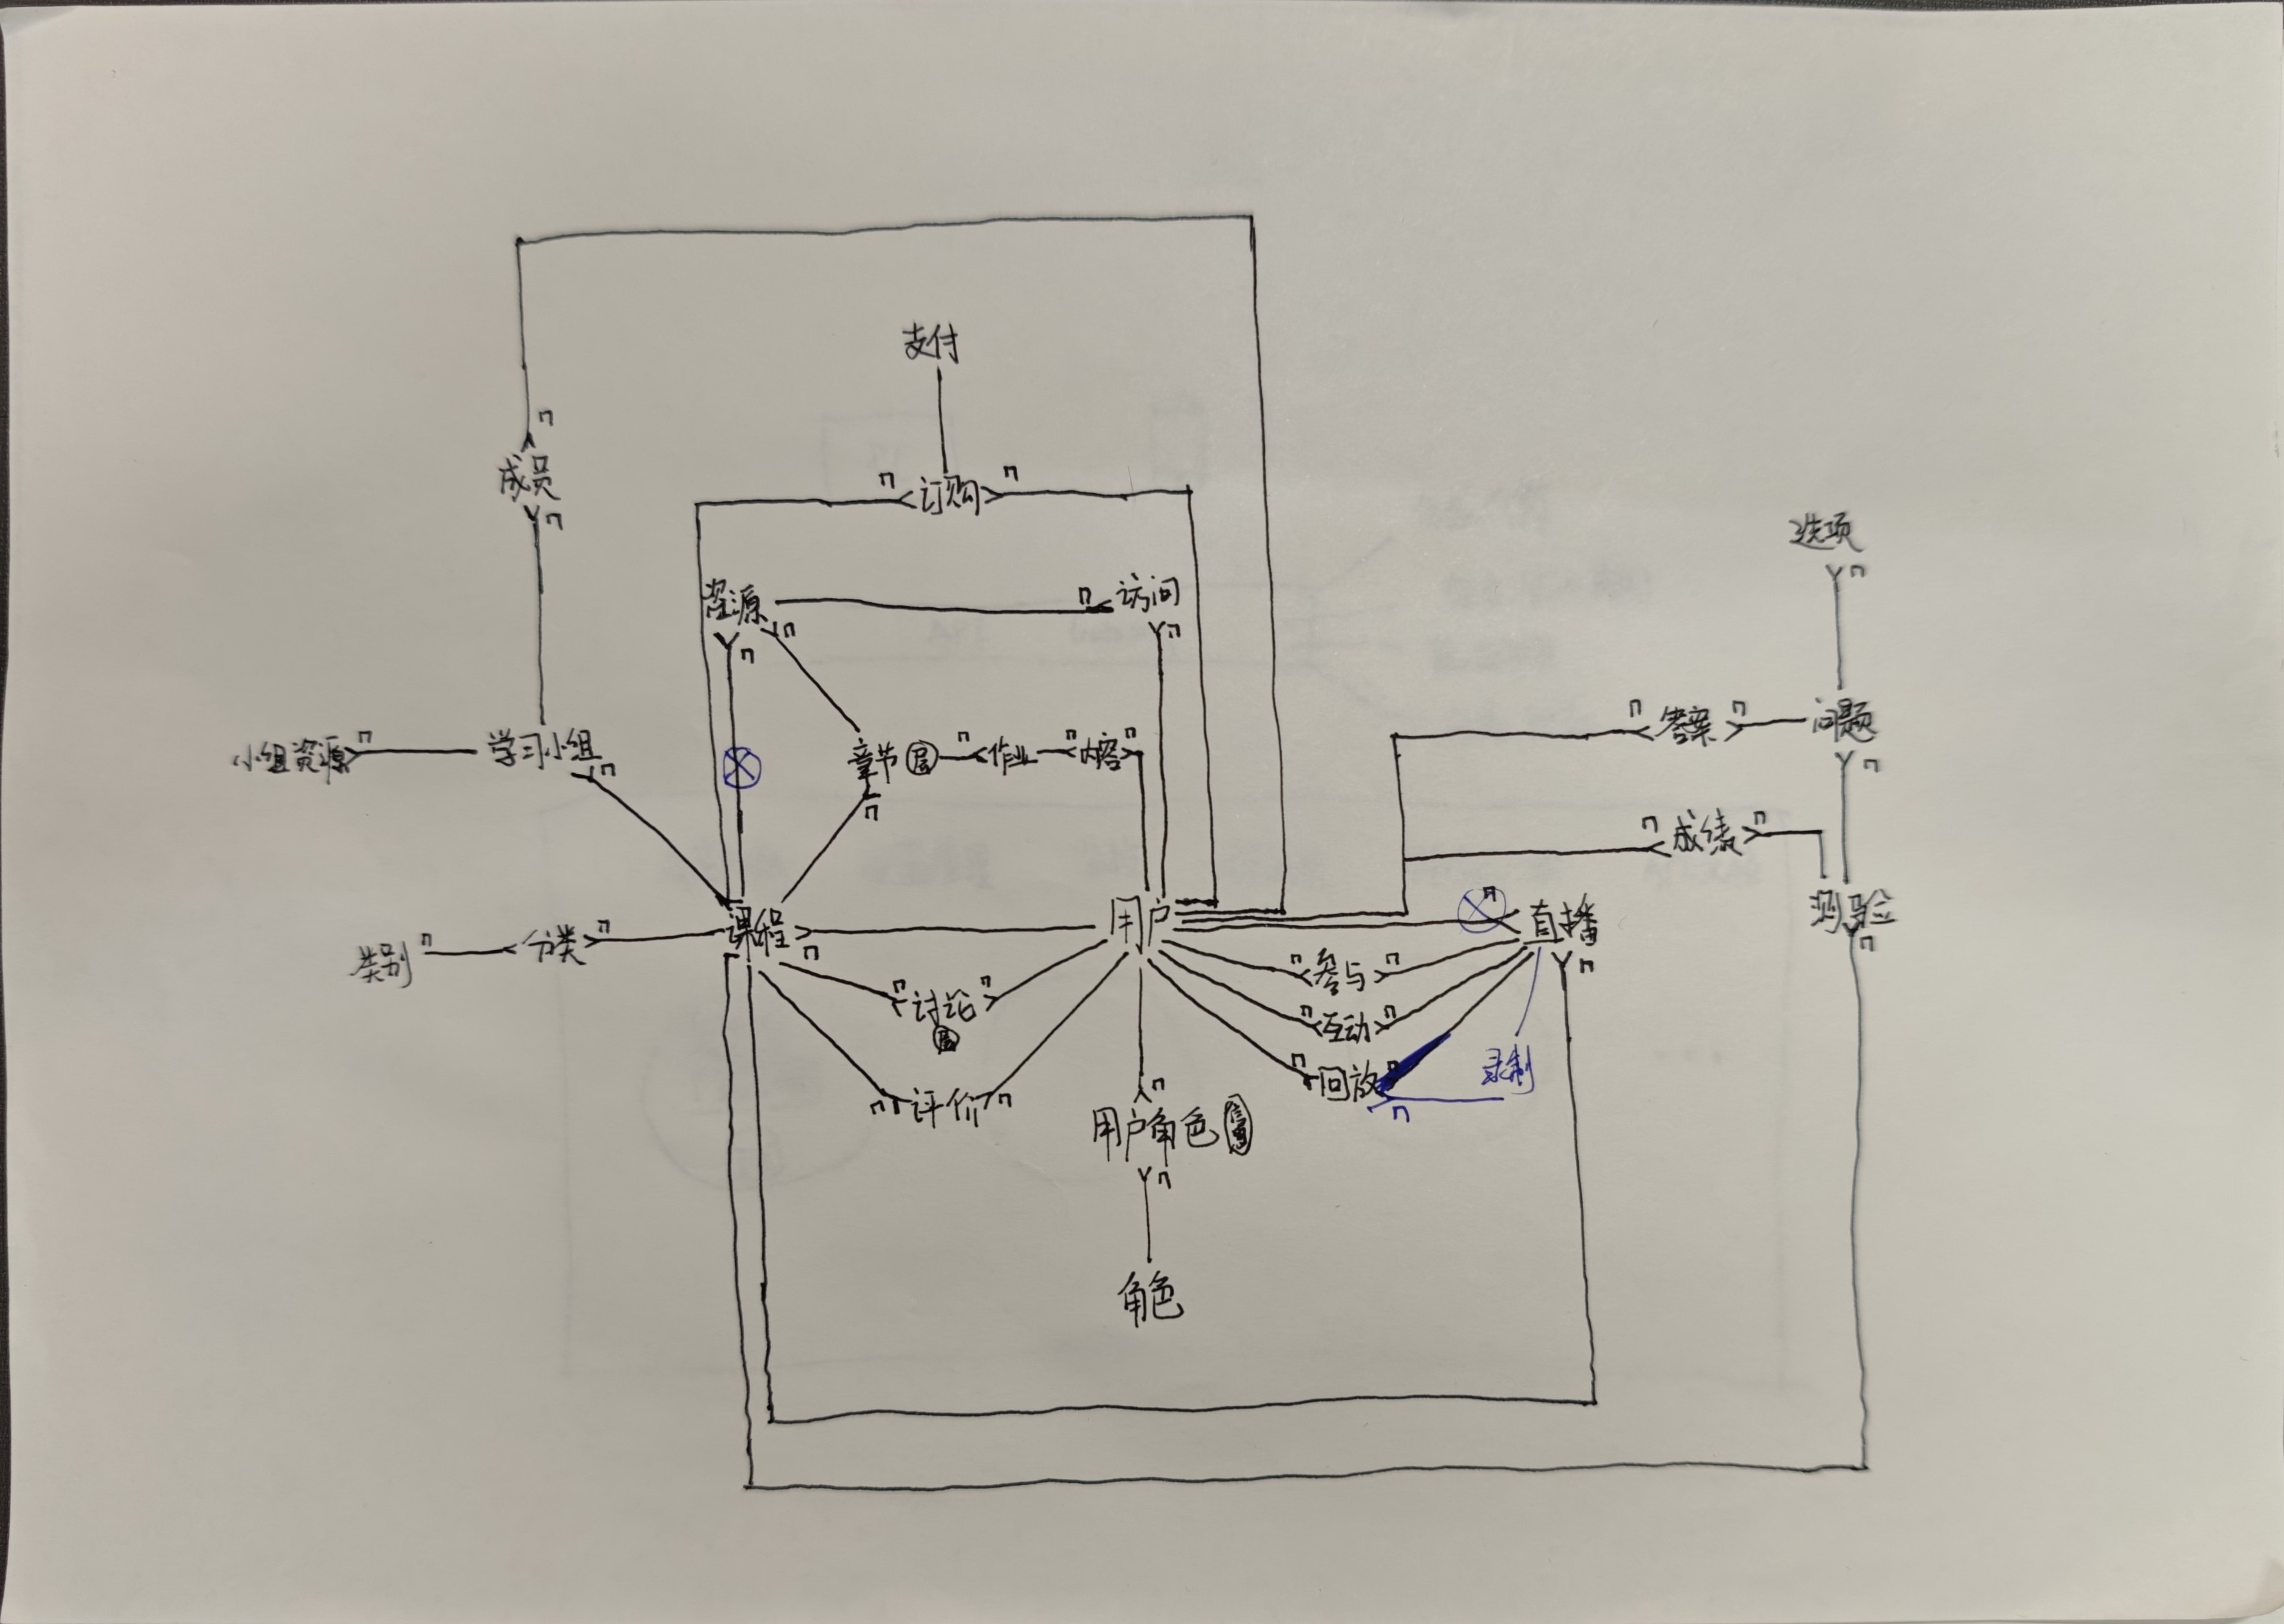 支付
n
成员
n
n 订购 n
选项
n
资源 n 访问
n n n
n 答案 n 问题
n
小组资源 n 学习小组
n
章节 n 作业 n 内容 n
n
n 成绩 n
测验
n
类别 n 分类 n 课程 n
用户
n 直播
n
n 讨论 n
n 参与 n
n 互动 n
n 回放 n
录制
n
n 评价 n
n
用户角色
n
角色